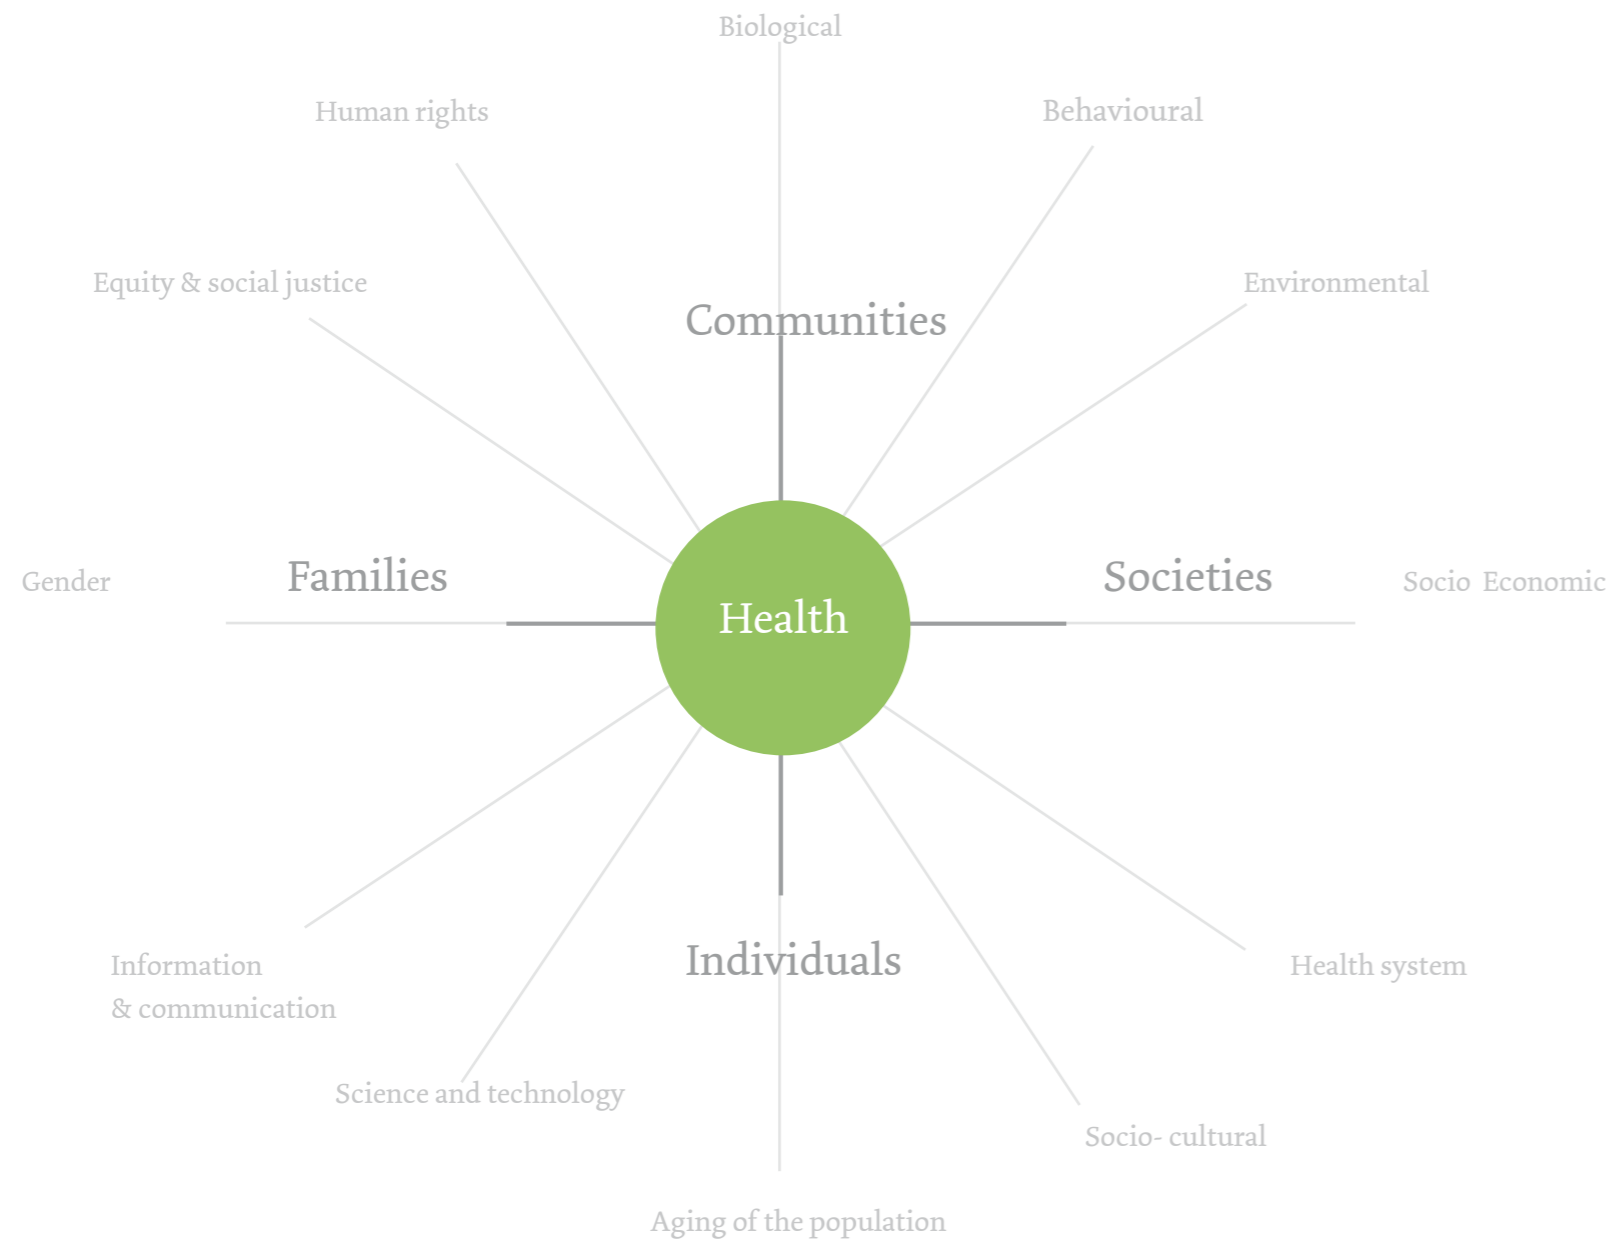 Biological
Human rights
Behavioural
Equity & social justice
Environmental
Communities
Gender
Families
Health
Societies
Socio Economic
Individuals
Information
& communication
Health system
Science and technology
Socio- cultural
Aging of the population